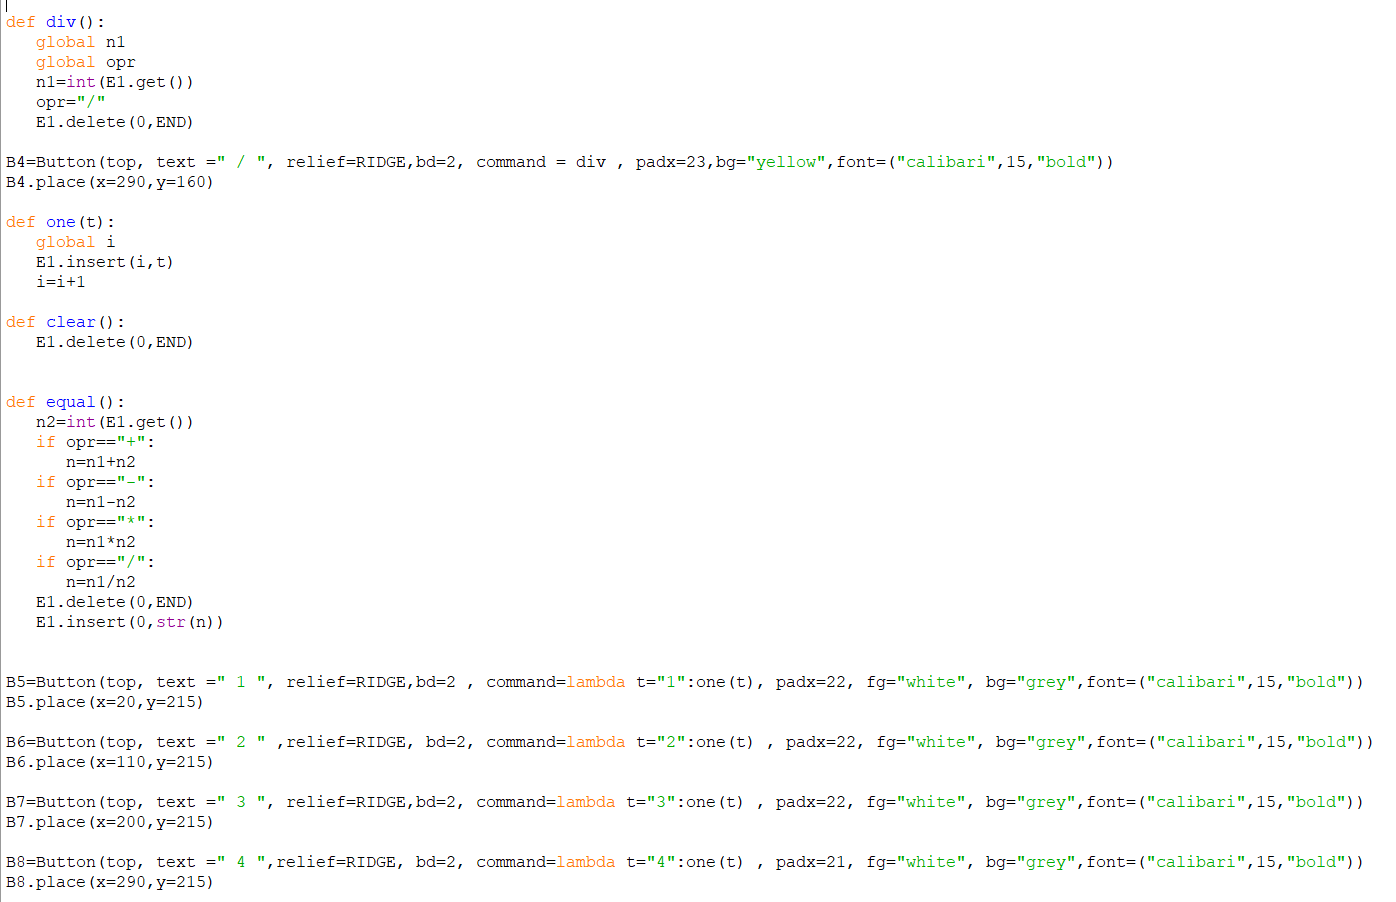 def div():
   global n1
   global opr
   n1=int(E1.get())
   opr="/"
   E1.delete(0,END)

B4=Button(top, text =" / ", relief=RIDGE,bd=2, command = div , padx=23,bg="yellow",font=("calibari",15,"bold"))
B4.place(x=290,y=160)

def one(t):
   global i
   E1.insert(i,t)
   i=i+1

def clear():
   E1.delete(0,END)


def equal():
   n2=int(E1.get())
   if opr=="+":
      n=n1+n2
   if opr=="-":
      n=n1-n2
   if opr=="*":
      n=n1*n2
   if opr=="/":
      n=n1/n2
   E1.delete(0,END)
   E1.insert(0,str(n))


B5=Button(top, text =" 1 ", relief=RIDGE,bd=2 , command=lambda t="1":one(t), padx=22, fg="white", bg="grey",font=("calibari",15,"bold"))
B5.place(x=20,y=215)

B6=Button(top, text =" 2 " ,relief=RIDGE, bd=2, command=lambda t="2":one(t) , padx=22, fg="white", bg="grey",font=("calibari",15,"bold"))
B6.place(x=110,y=215)

B7=Button(top, text =" 3 ", relief=RIDGE,bd=2, command=lambda t="3":one(t) , padx=22, fg="white", bg="grey",font=("calibari",15,"bold"))
B7.place(x=200,y=215)

B8=Button(top, text =" 4 ",relief=RIDGE, bd=2, command=lambda t="4":one(t) , padx=21, fg="white", bg="grey",font=("calibari",15,"bold"))
B8.place(x=290,y=215)